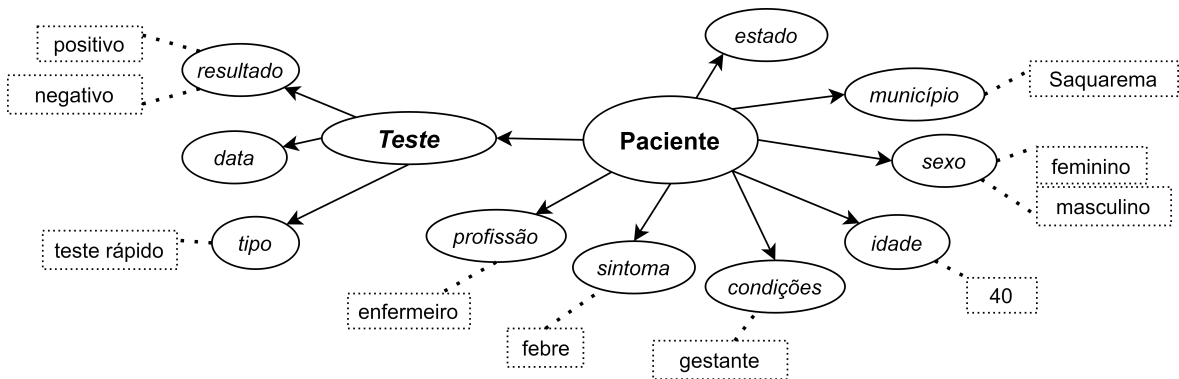 estado
positivo
resultado
município
Saquarema
negativo
Teste
Paciente
data
sexo
feminino
masculino
teste rápido
tipo
profissão
sintoma
condições
idade
40
enfermeiro
febre
gestante